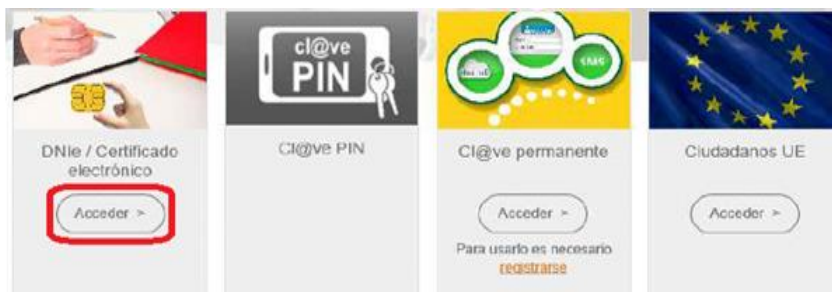 cl@ve
PIN
SMS
DNIe / Certificado
electrónico
Acceder >
Cl@ve PIN
Cl@ve permanente
Acceder >
Para usarlo es necesario
registrarse
Ciudadanos UE
Acceder >